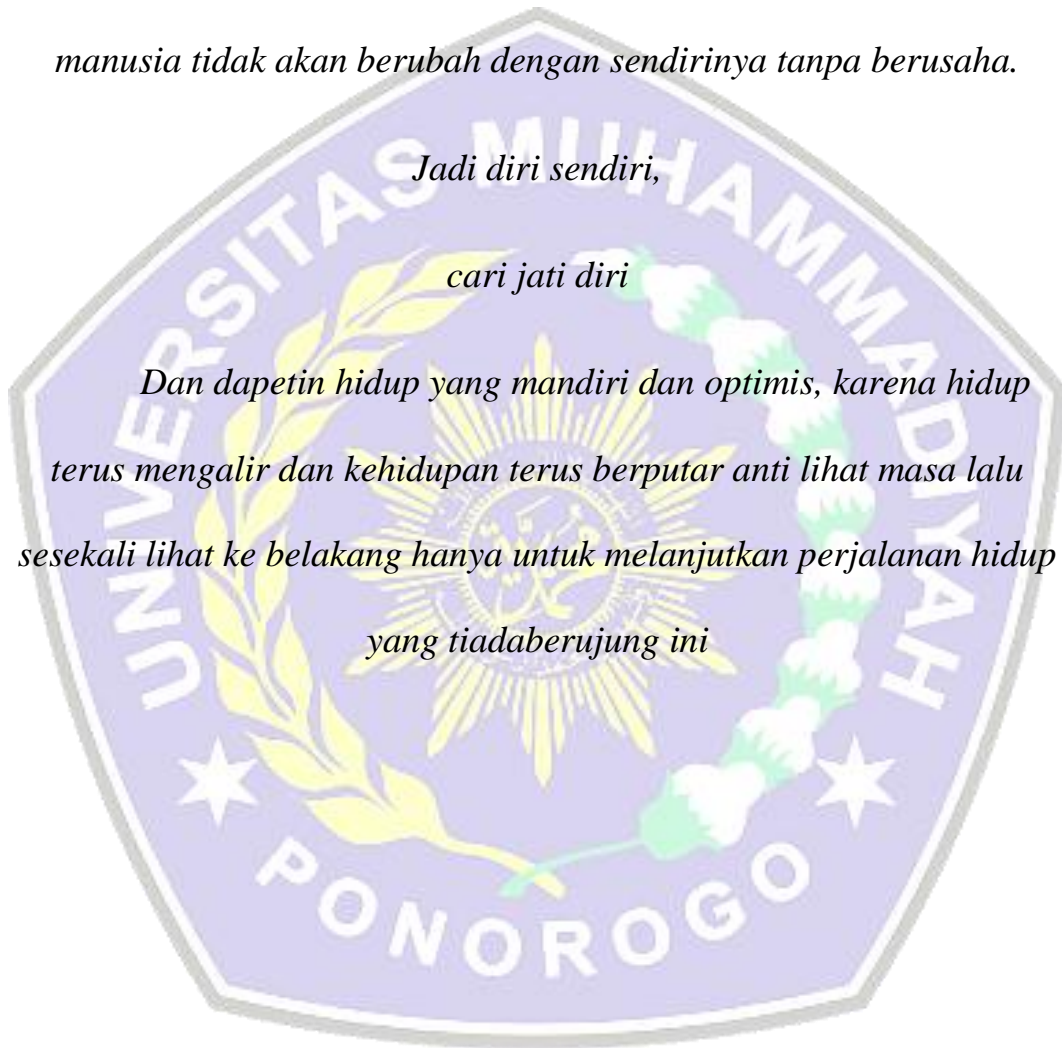 manusia tidak akan berubah dengan sendirinya tanpa berusaha.
UNIVERSITAS MUHAMMADIYAH
Jadi diri sendiri,
cari jati diri
Dan dapetin hidup yang mandiri dan optimis, karena hidup
terus mengalir dan kehidupan terus berputar anti lihat masa lalu
sesekali lihat ke belakang hanya untuk melanjutkan perjalanan hidup
yang tiadaberujung ini
PONOROGO